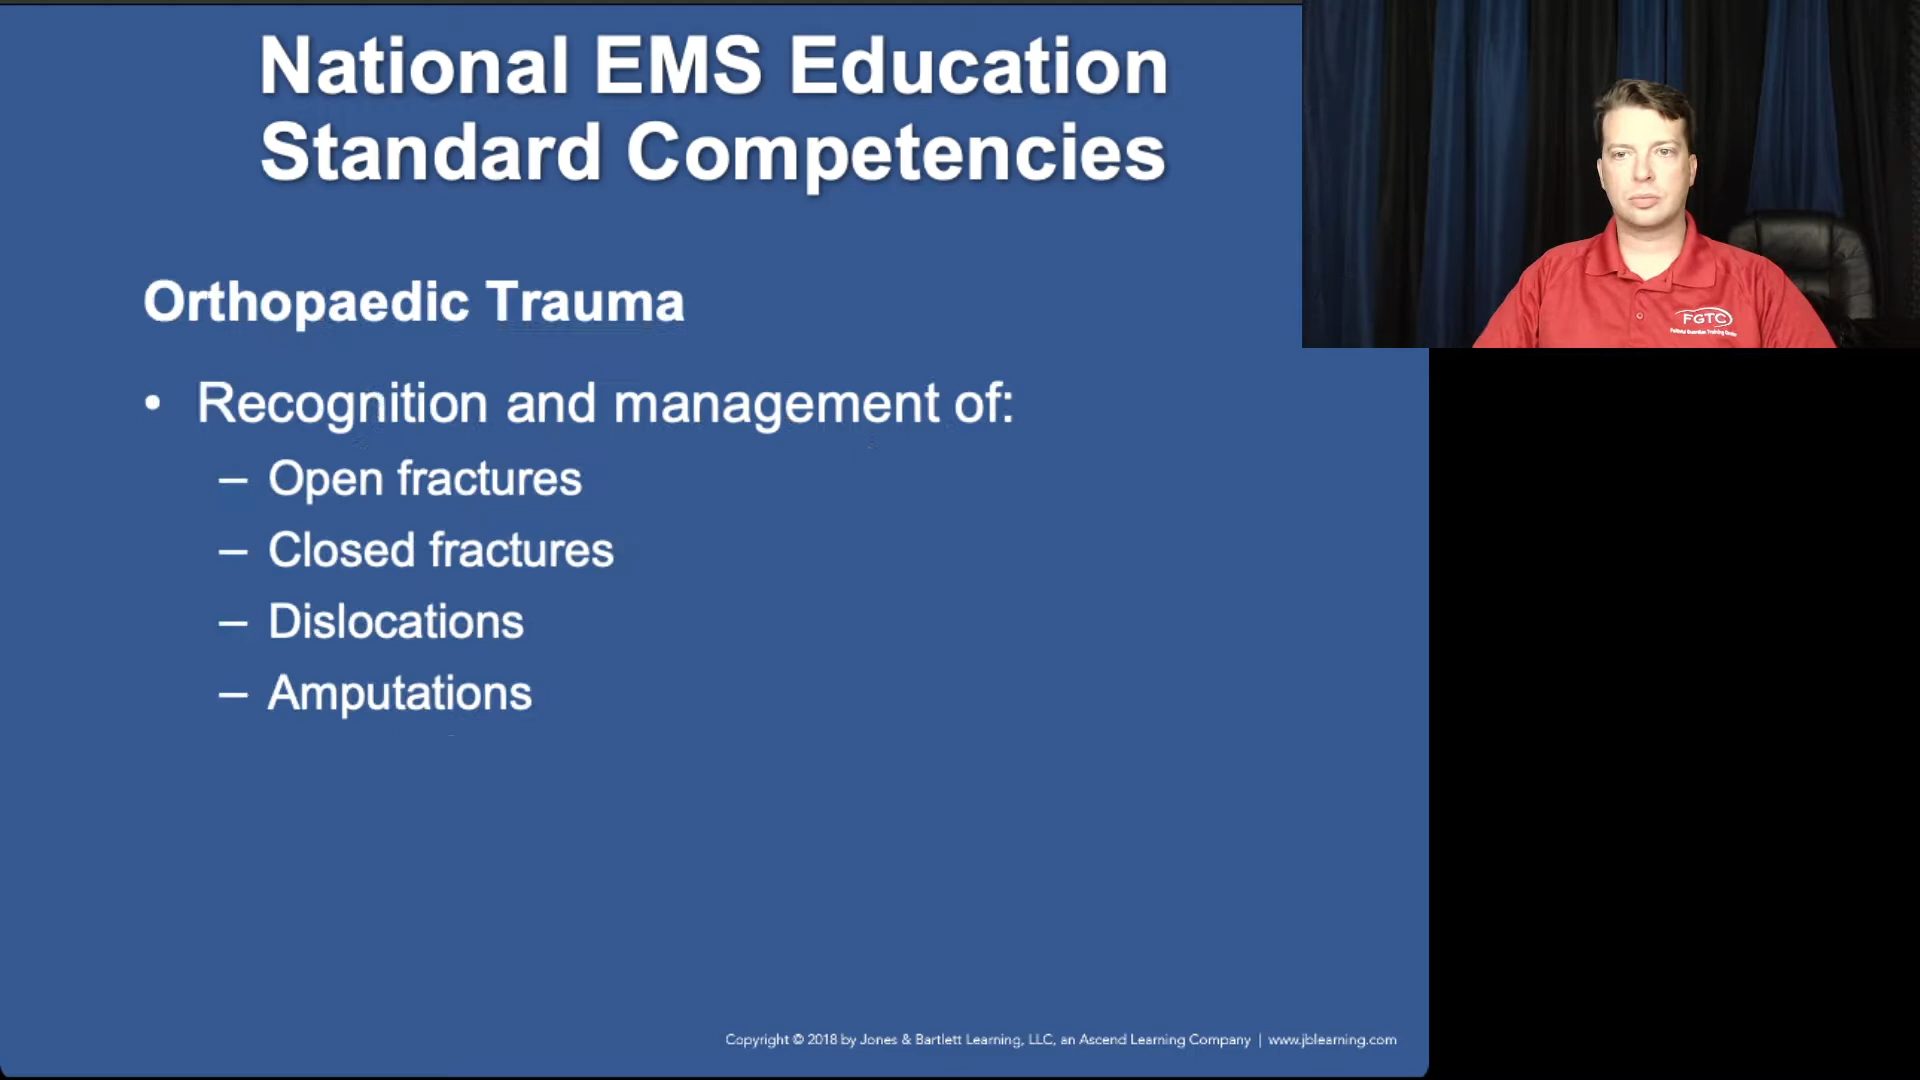 National EMS Education
Standard Competencies
Orthopaedic Trauma
• Recognition and management of:
– Open fractures
– Closed fractures
– Dislocations
– Amputations
Copyright © 2018 by Jones & Bartlett Learning, LLC, an Ascend Learning Company | www.jblearning.com
FGTC